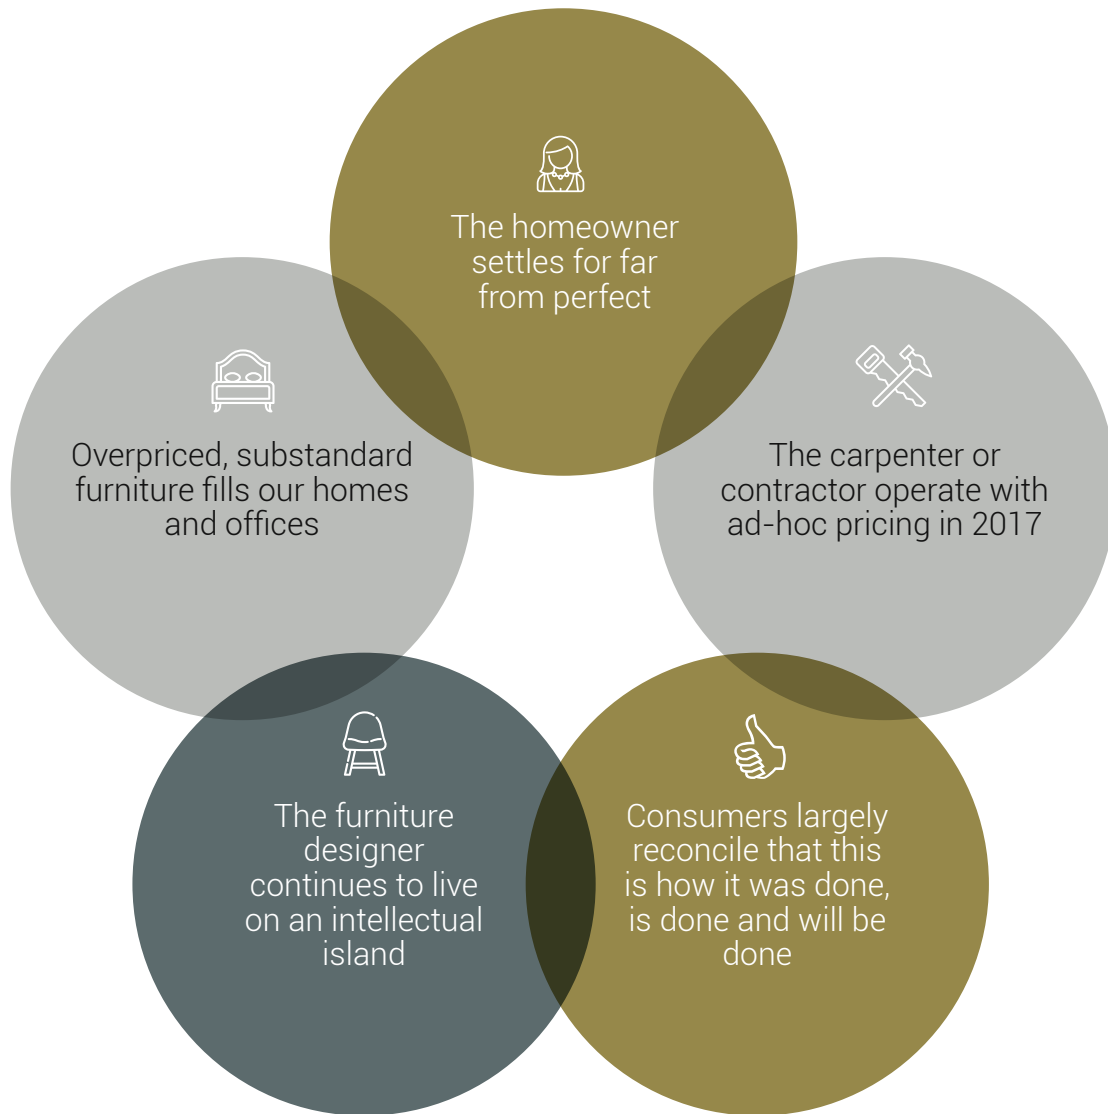 The homeowner
settles for far
from perfect
Overpriced, substandard
furniture fills our homes
and offices
The carpenter or
contractor operate with
ad-hoc pricing in 2017
The furniture
designer
continues to live
on an intellectual
island
Consumers largely
reconcile that this
is how it was done,
is done and will be
done